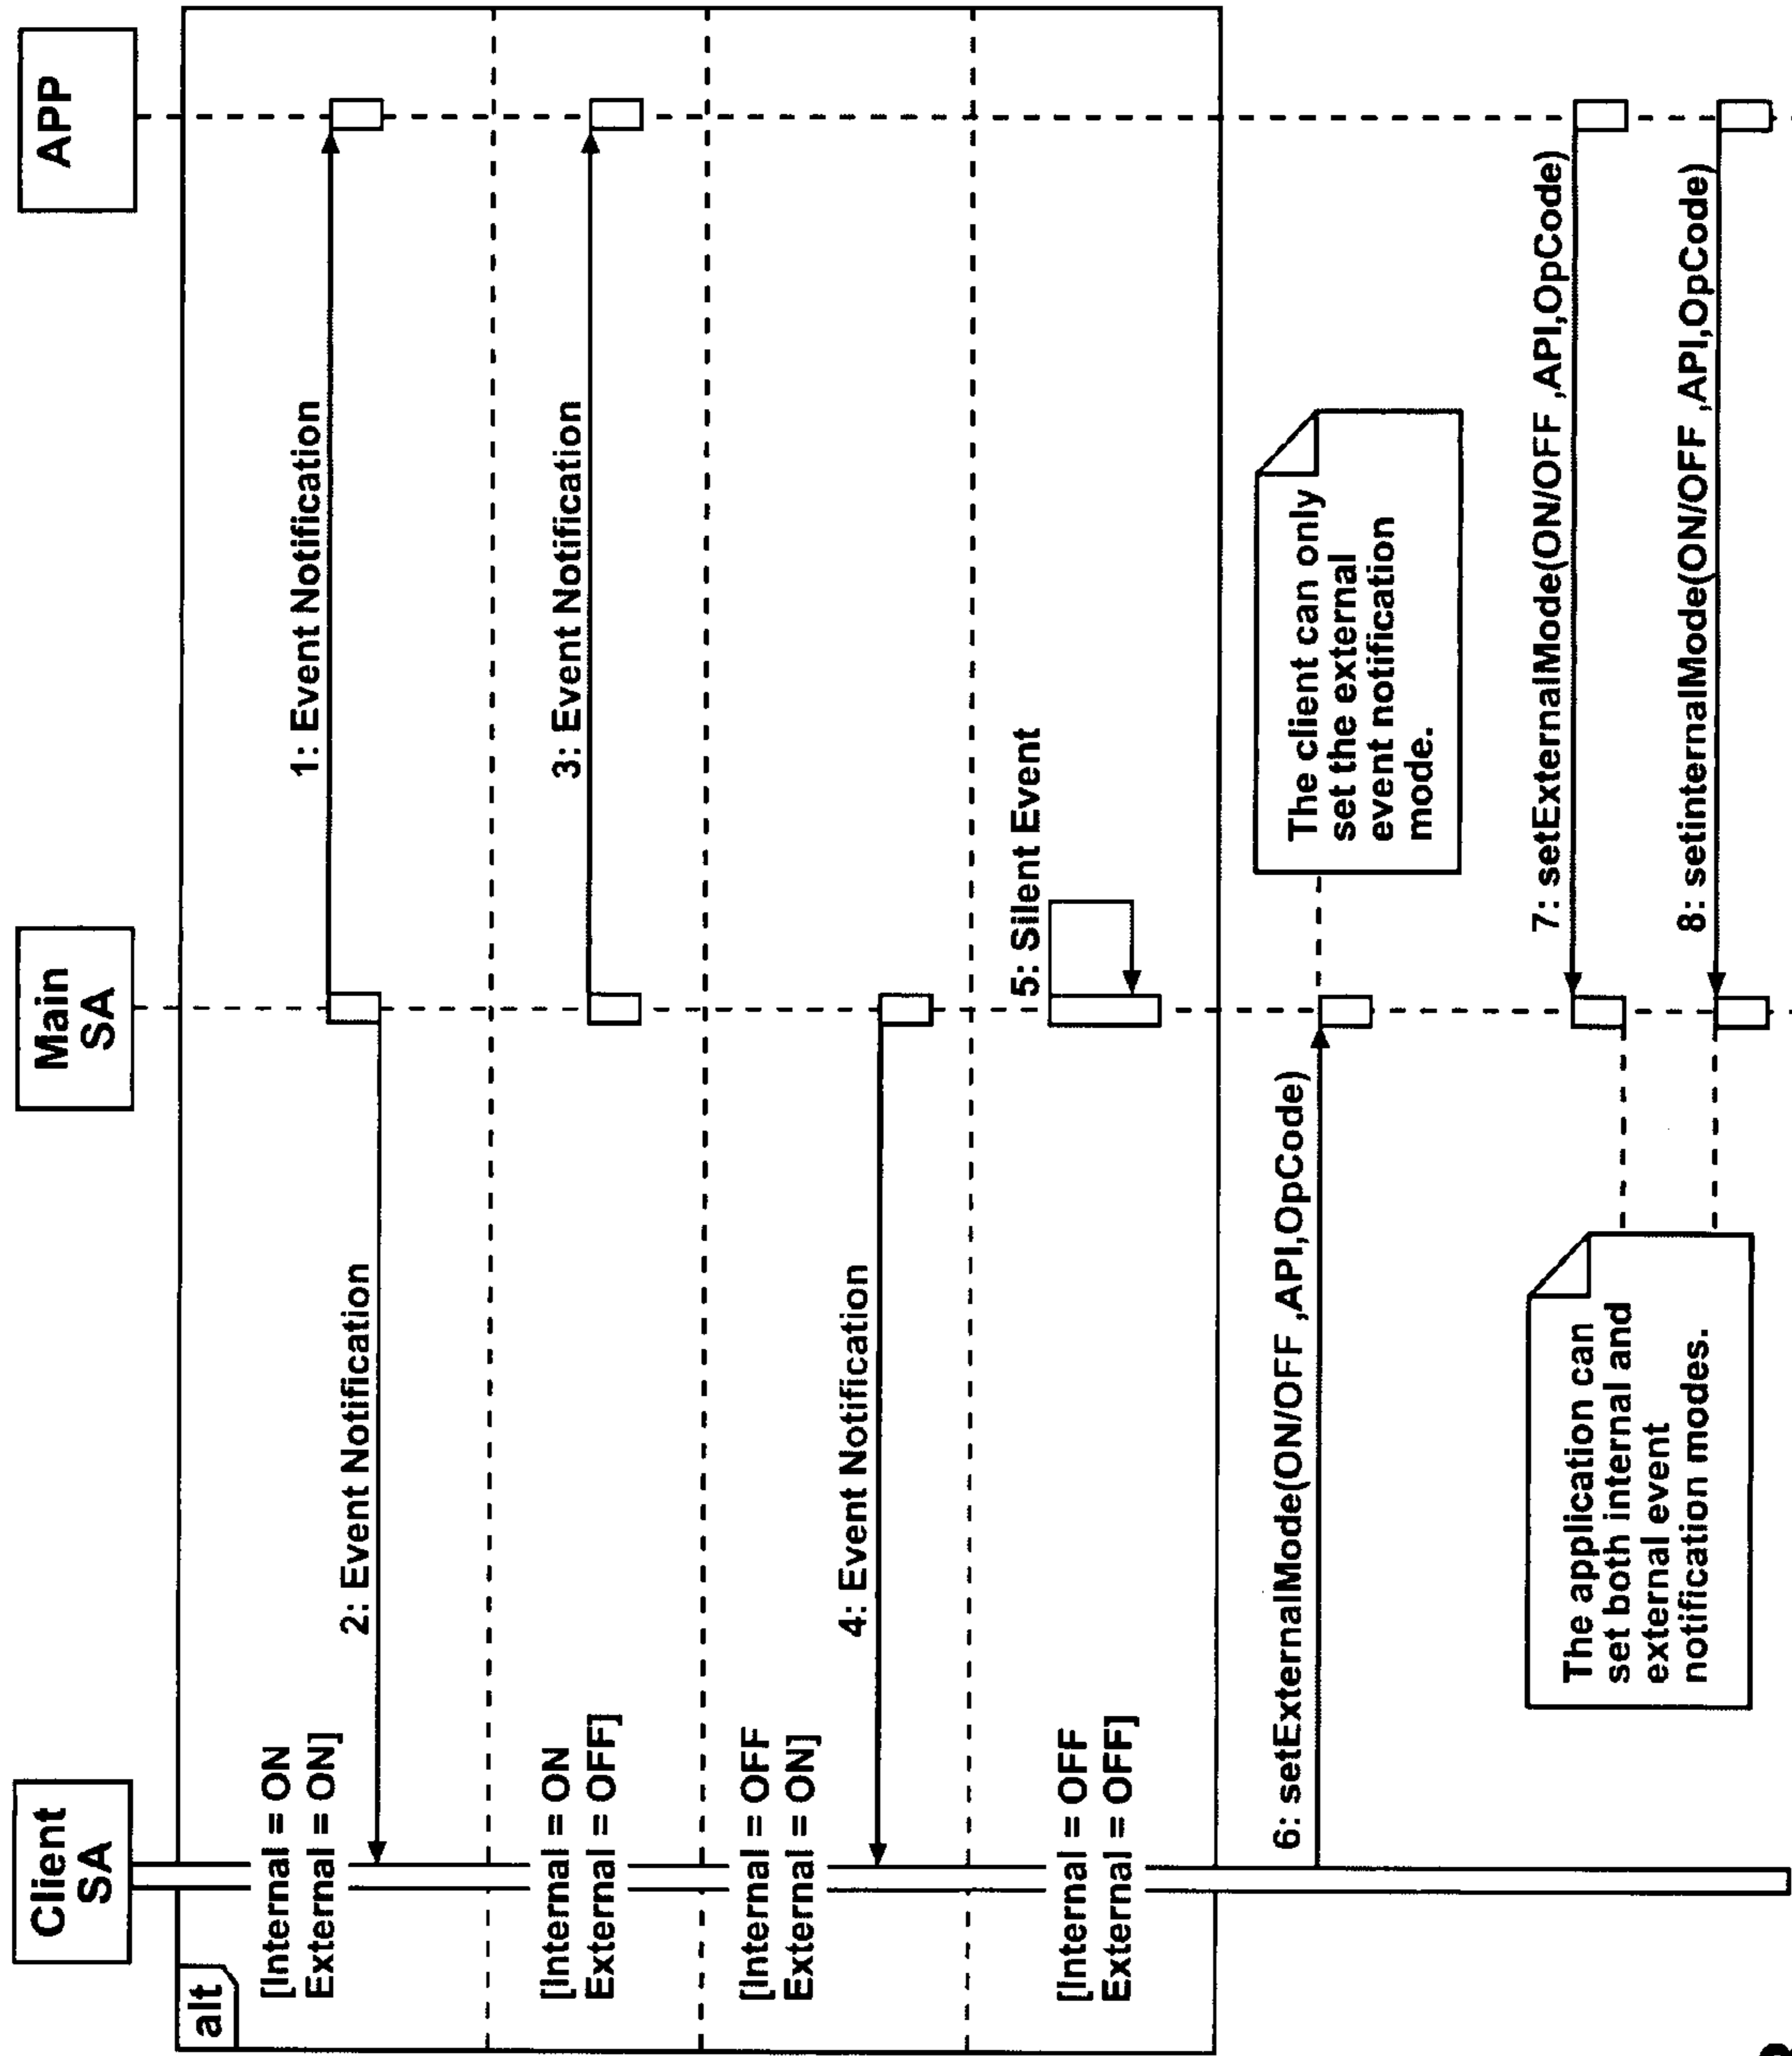 Client
SA
Main
SA
APP
alt
[Internal = ON
External = ON]
1: Event Notification
2: Event Notification
[Internal = ON
External = OFF]
3: Event Notification
[Internal = OFF
External = ON]
4: Event Notification
[Internal = OFF
External = OFF]
5: Silent Event
6: setExternalMode(ON/OFF ,API,OpCode)
The client can only
set the external
event notification
mode.
7: setExternalMode(ON/OFF ,API,OpCode)
The application can
set both internal and
external event
notification modes.
8: setinternalMode(ON/OFF ,API,OpCode)